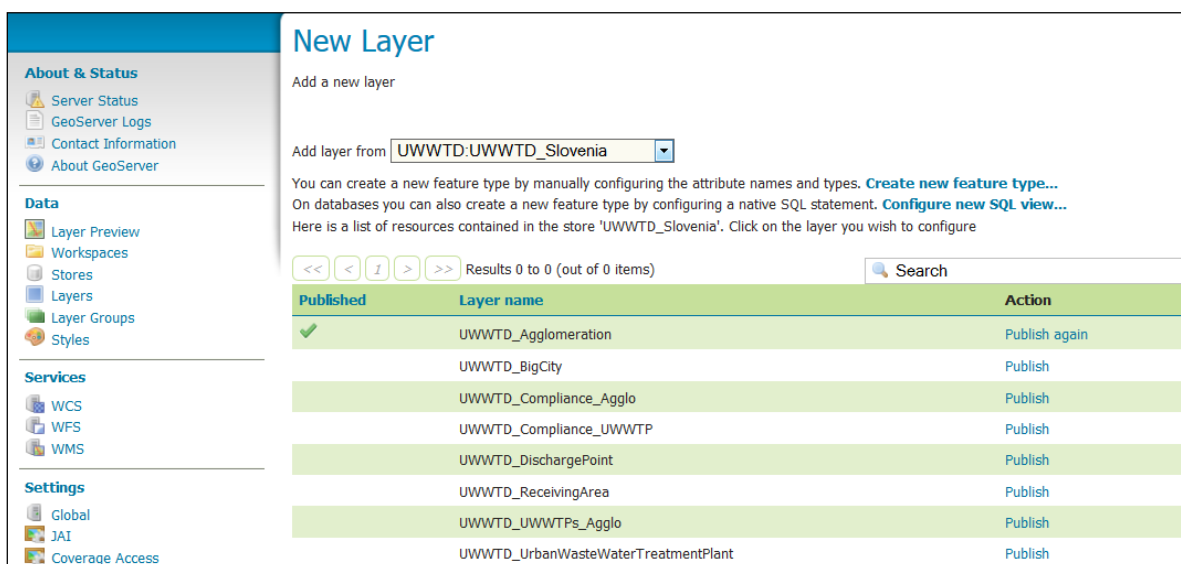 About & Status
Server Status
GeoServer Logs
Contact Information
About GeoServer
Data
Layer Preview
Workspaces
Stores
Layers
Layer Groups
Styles
Services
WCS
WFS
WMS
Settings
Global
JAI
Coverage Access
New Layer
Add a new layer
Add layer from UWWTD:UWWTD_Slovenia
You can create a new feature type by manually configuring the attribute names and types. Create new feature type...
On databases you can also create a new feature type by configuring a native SQL statement. Configure new SQL view...
Here is a list of resources contained in the store 'UWWTD_Slovenia'. Click on the layer you wish to configure
<< < 1 > >> Results 0 to 0 (out of 0 items) Search
Published Layer name Action
UWWTD_Agglomeration Publish again
UWWTD_BigCity Publish
UWWTD_Compliance_Agglo Publish
UWWTD_Compliance_UWWTP Publish
UWWTD_DischargePoint Publish
UWWTD_ReceivingArea Publish
UWWTD_UWWTPs_Agglo Publish
UWWTD_UrbanWasteWaterTreatmentPlant Publish